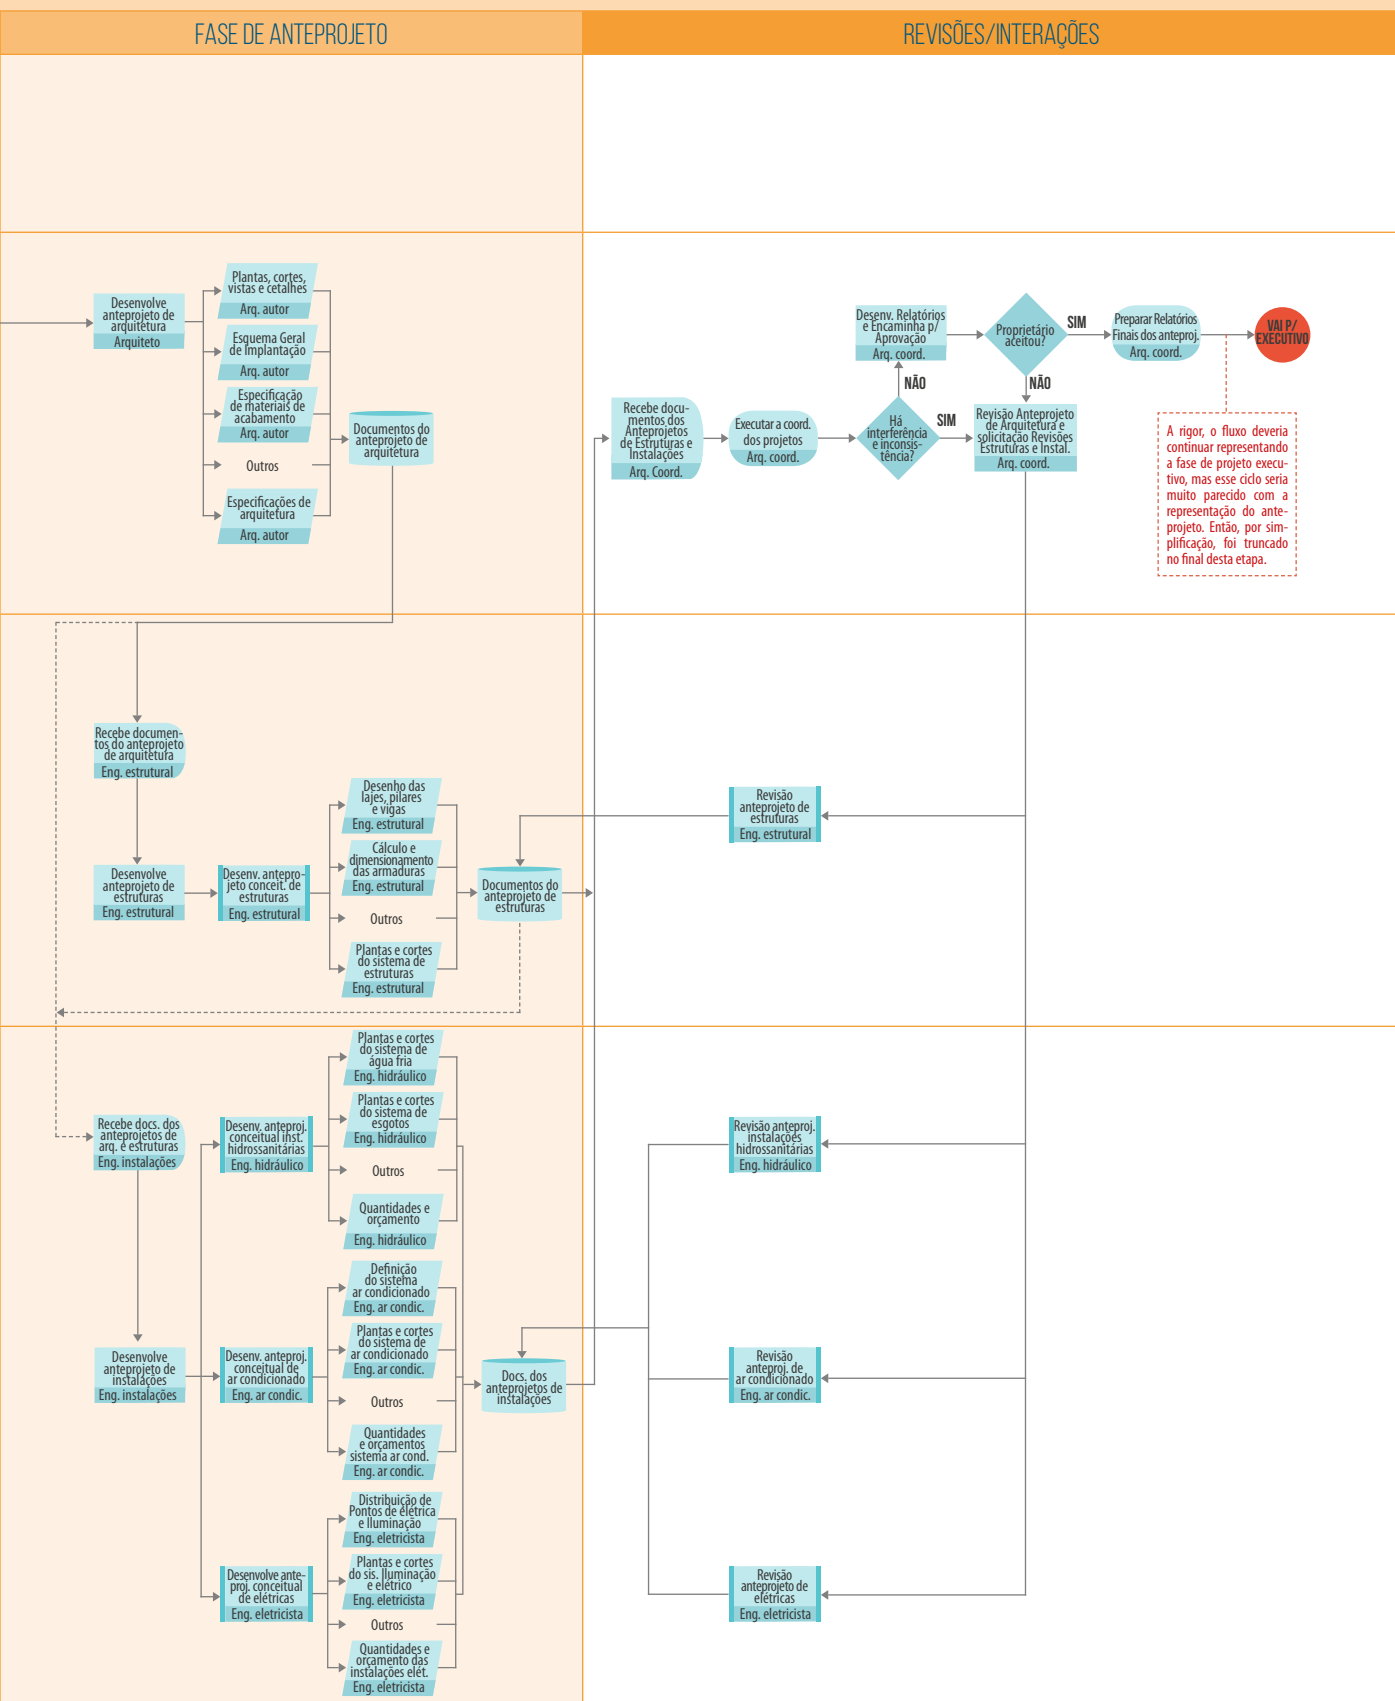 FASE DE ANTEPROJETO
REVISÕES/INTERAÇÕES
Desenvolve
anteprojeto de
arquitetura
Arquiteto
Plantas, cortes,
vistas e cetalhes
Arq. autor
Esquema Geral
de Implantação
Arq. autor
Especificação
de materiais de
acabamento
Arq. autor
Outros
Especificações de
arquitetura
Arq. autor
Documentos do
anteprojeto de
arquitetura
Recebe docu-
mentos dos
Anteprojetos
de Estruturas e
Instalações
Arq. Coord.
Executar a coord.
dos projetos
Arq. coord.
Há
interferência
e inconsis-
tência?
NÃO
SIM
Desenv. Relatórios
e Encaminha p/
Aprovação
Arq. coord.
Proprietário
aceitou?
SIM
NÃO
Revisão Anteprojeto
de Arquitetura e
solicitação Revisões
Estruturas e Instal.
Arq. coord.
Preparar Relatórios
Finais dos anteproj.
Arq. coord.
VAI P/
EXECUTIVO
A rigor, o fluxo deveria
continuar representando
a fase de projeto execu-
tivo, mas esse ciclo seria
muito parecido com a
representação do ante-
projeto. Então, por sim-
plificação, foi truncado
no final desta etapa.
Recebe documen-
tos do anteprojeto
de arquitetura
Eng. estrutural
Desenvolve
anteprojeto de
estruturas
Eng. estrutural
Desenv. antepro-
jeto conceit. de
estruturas
Eng. estrutural
Desenho das
lajes, pilares
e vigas
Eng. estrutural
Cálculo e
dimensionamento
das armaduras
Eng. estrutural
Outros
Plantas e cortes
do sistema de
estruturas
Eng. estrutural
Documentos do
anteprojeto de
estruturas
Revisão
anteprojeto de
estruturas
Eng. estrutural
Recebe docs. dos
anteprojetos de
arq. e estruturas
Eng. instalações
Desenvolve
anteprojeto de
instalações
Eng. instalações
Desenv. anteproj.
conceitual inst.
hidrossanitárias
Eng. hidráulico
Plantas e cortes
do sistema de
água fria
Eng. hidráulico
Plantas e cortes
do sistema de
esgotos
Eng. hidráulico
Outros
Quantidades e
orçamento
Eng. hidráulico
Desenv. anteproj.
conceitual de
ar condicionado
Eng. ar condic.
Definição
do sistema
ar condicionado
Eng. ar condic.
Plantas e cortes
do sistema de
ar condicionado
Eng. ar condic.
Outros
Quantidades
e orçamentos
sistema ar cond.
Eng. ar condic.
Desenvolve ante-
proj. conceitual
de elétricas
Eng. eletricista
Distribuição de
Pontos de elétrica
e Iluminação
Eng. eletricista
Plantas e cortes
do sis. Iluminação
e elétrico
Eng. eletricista
Outros
Quantidades e
orçamento das
instalações elét.
Eng. eletricista
Docs. dos
anteprojetos de
instalações
Revisão anteproj.
instalações
hidrossanitárias
Eng. hidráulico
Revisão
anteproj. de
ar condicionado
Eng. ar condic.
Revisão
anteprojeto de
elétricas
Eng. eletricista